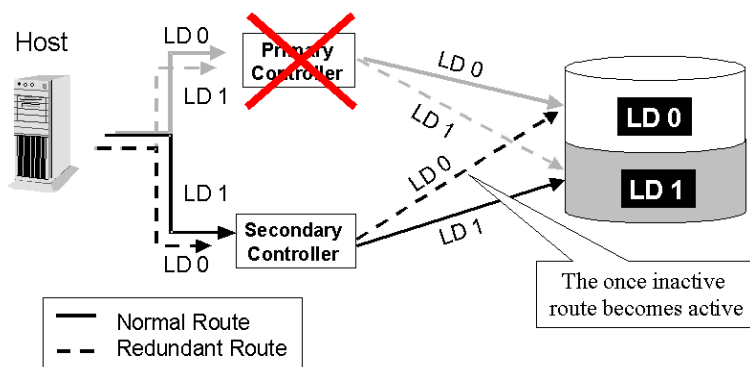 Host
LD 0
LD 1
Primary
Controller
LD 0
LD 1
LD 0
LD 1
LD 0
LD 1
LD 1
LD 0
Secondary
Controller
The once inactive
route becomes active
Normal Route
Redundant Route